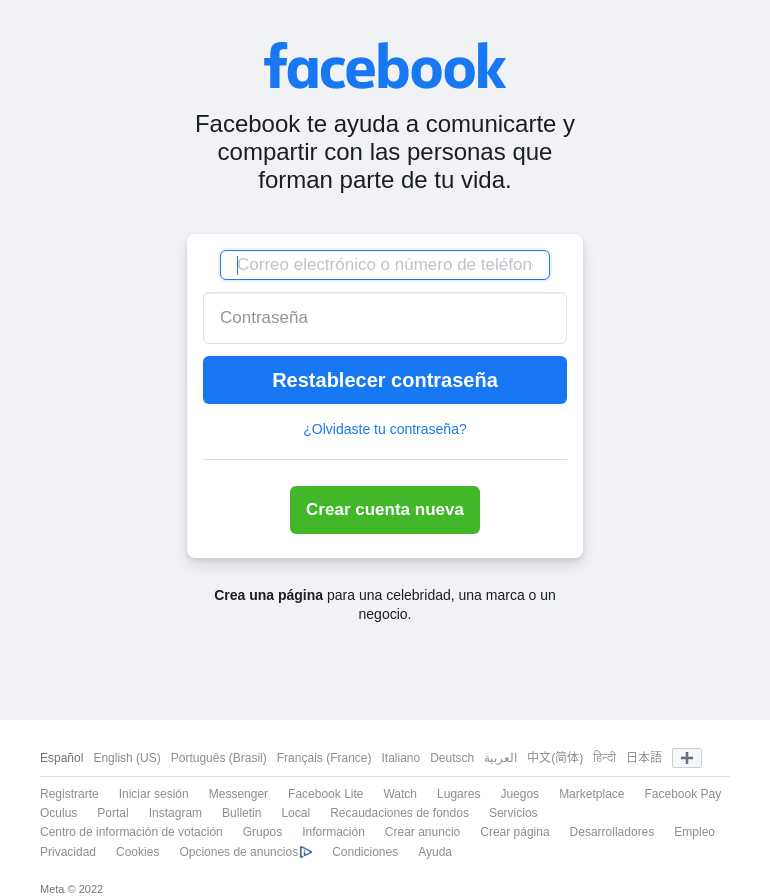 facebook
Facebook te ayuda a comunicarte y
compartir con las personas que
forman parte de tu vida.
Correo electrónico o número de teléfon
Contraseña
Restablecer contraseña
¿Olvidaste tu contraseña?
Crear cuenta nueva
Crea una página para una celebridad, una marca o un
negocio.
Español English (US) Português (Brasil) Français (France) Italiano Deutsch العربية 中文(简体) हिन्दी 日本語
Registrarte Iniciar sesión Messenger Facebook Lite Watch Lugares Juegos Marketplace Facebook Pay
Oculus Portal Instagram Bulletin Local Recaudaciones de fondos Servicios
Centro de información de votación Grupos Información Crear anuncio Crear página Desarrolladores Empleo
Privacidad Cookies Opciones de anuncios Condiciones Ayuda
Meta © 2022